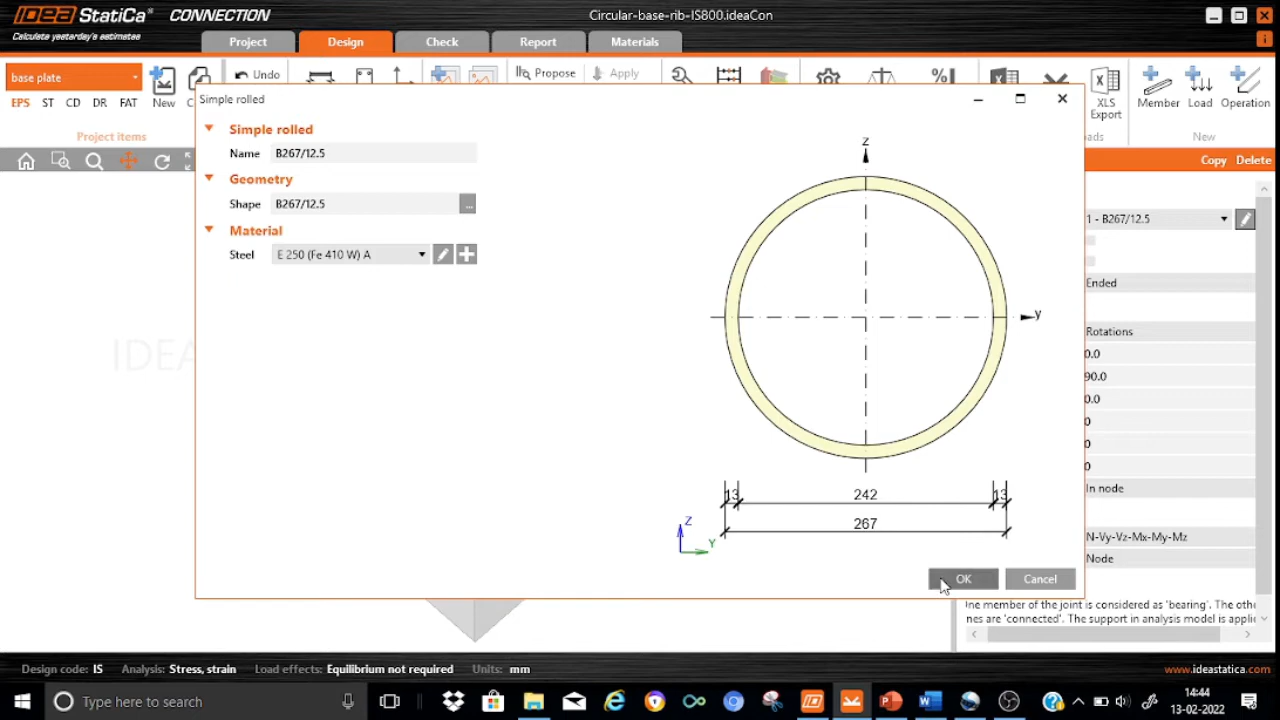 IDEA StatiCa® CONNECTION
Calculate yesterday's estimates
Circular-base-rib-IS800.ideaCon
Project Design Check Report Materials
base plate
Undo
Propose
Apply
%
EPS ST CD DR FAT
New
XLS Export
Member Load Operation
Project items
New
Copy Delete
Simple rolled
Simple rolled
Name B267/12.5
Geometry
Shape B267/12.5 ...
Material
Steel E 250 (Fe 410 W) A
z
y
13 242 13
267
Z
Y
OK Cancel
1 - B267/12.5
Ended
Rotations
0.0
90.0
0.0
0
0
0
In node
N-Vy-Vz-Mx-My-Mz
Node
ne member of the joint is considered as 'bearing'. The othe
nes are 'connected'. The support in analysis model is applie
IDEA
Design code: IS Analysis: Stress, strain Load effects: Equilibrium not required Units: mm
www.ideastatica.com
Type here to search
14:44
13-02-2022